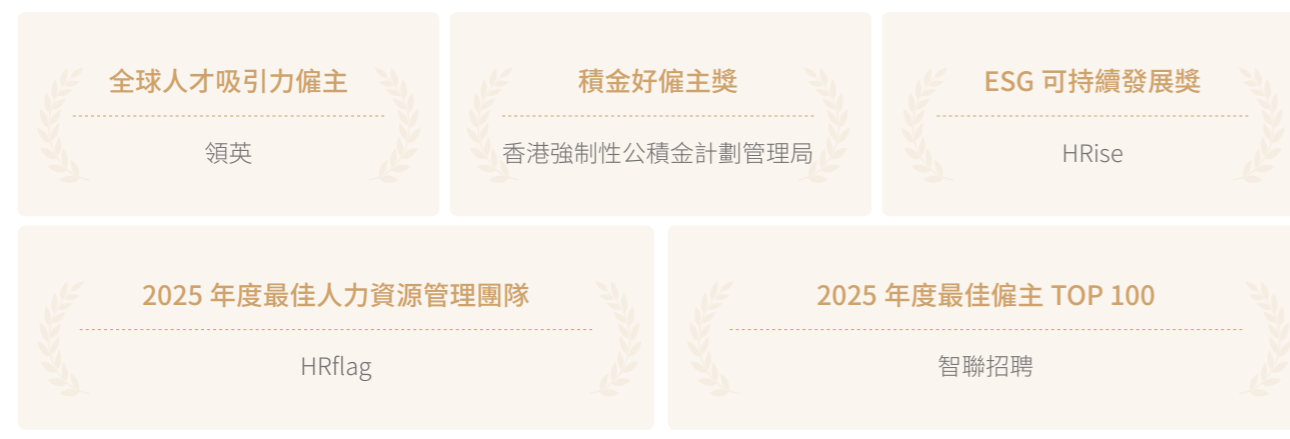 全球人才吸引力僱主
領英
積金好僱主獎
香港強制性公積金計劃管理局
ESG 可持續發展獎
HRise
2025 年度最佳人力資源管理團隊
HRflag
2025 年度最佳僱主 TOP 100
智聯招聘